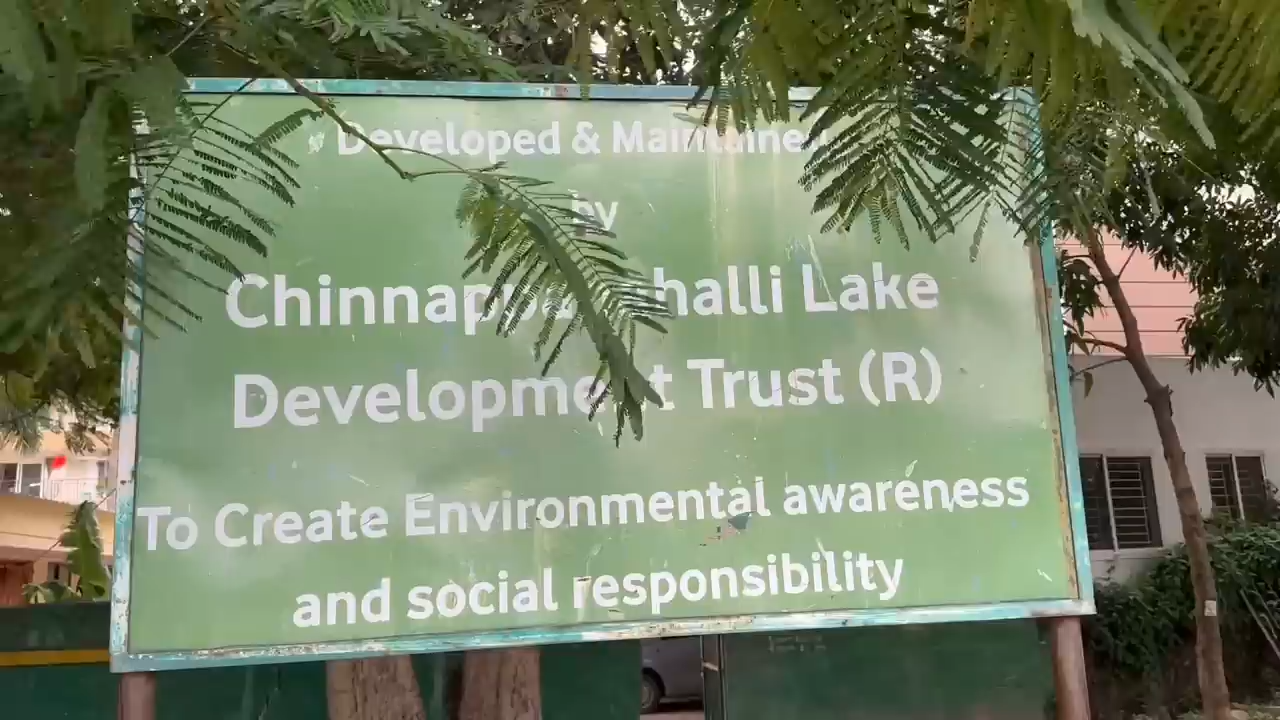 Developed & Maintained
by
Lake
Development Trust (R)
To Create Environmental awareness
and social responsibility